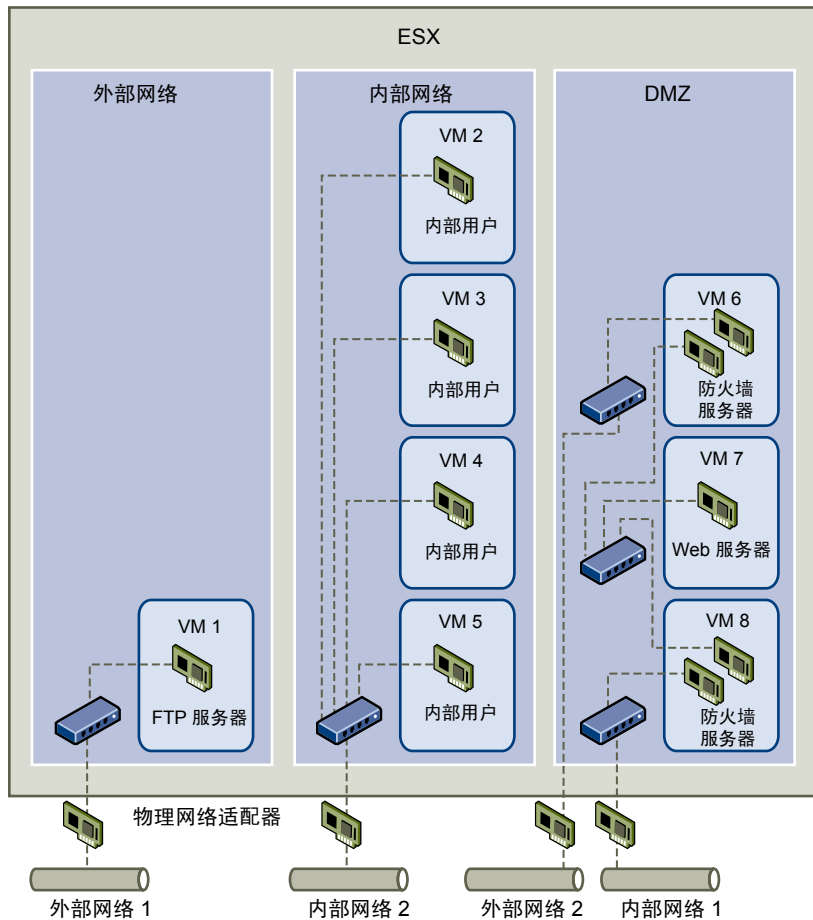 ESX
外部网络
内部网络
DMZ
VM 2
内部用户
VM 3
内部用户
VM 4
内部用户
VM 5
内部用户
VM 6
防火墙
服务器
VM 7
Web 服务器
VM 8
防火墙
服务器
VM 1
FTP 服务器
物理网络适配器
外部网络 1
内部网络 2
外部网络 2
内部网络 1